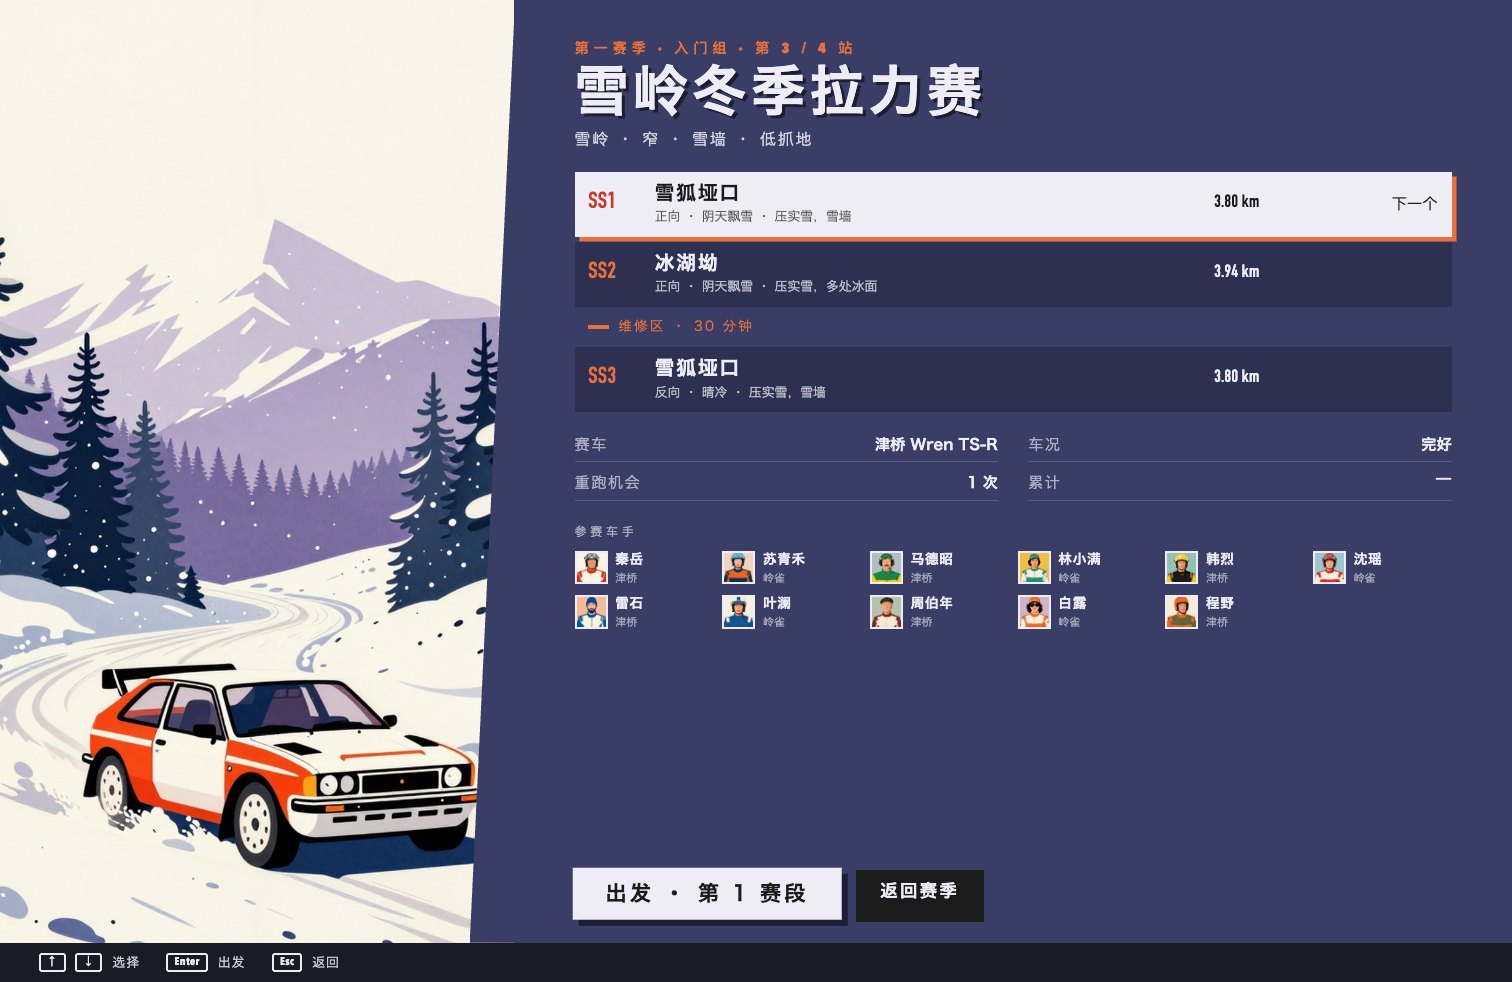 第一赛季 · 入门组 · 第 3 / 4 站
雪岭冬季拉力赛
雪岭 · 窄 · 雪墙 · 低抓地
SS1 雪狐垭口 3.80 km 下一个
正向 · 阴天飘雪 · 压实雪，雪墙
SS2 冰湖坳 3.94 km
正向 · 阴天飘雪 · 压实雪，多处冰面
维修区 · 30 分钟
SS3 雪狐垭口 3.80 km
反向 · 晴冷 · 压实雪，雪墙
赛车 津桥 Wren TS-R 车况 完好
重跑机会 1 次 累计 —
参赛车手
秦岳 苏青禾 马德昭 林小满 韩烈 沈瑶
津桥 岭雀 津桥 岭雀 津桥 岭雀
雷石 叶澜 周伯年 白露 程野
津桥 岭雀 津桥 岭雀 津桥
出发 · 第 1 赛段 返回赛季
↑ ↓ 选择 Enter 出发 Esc 返回